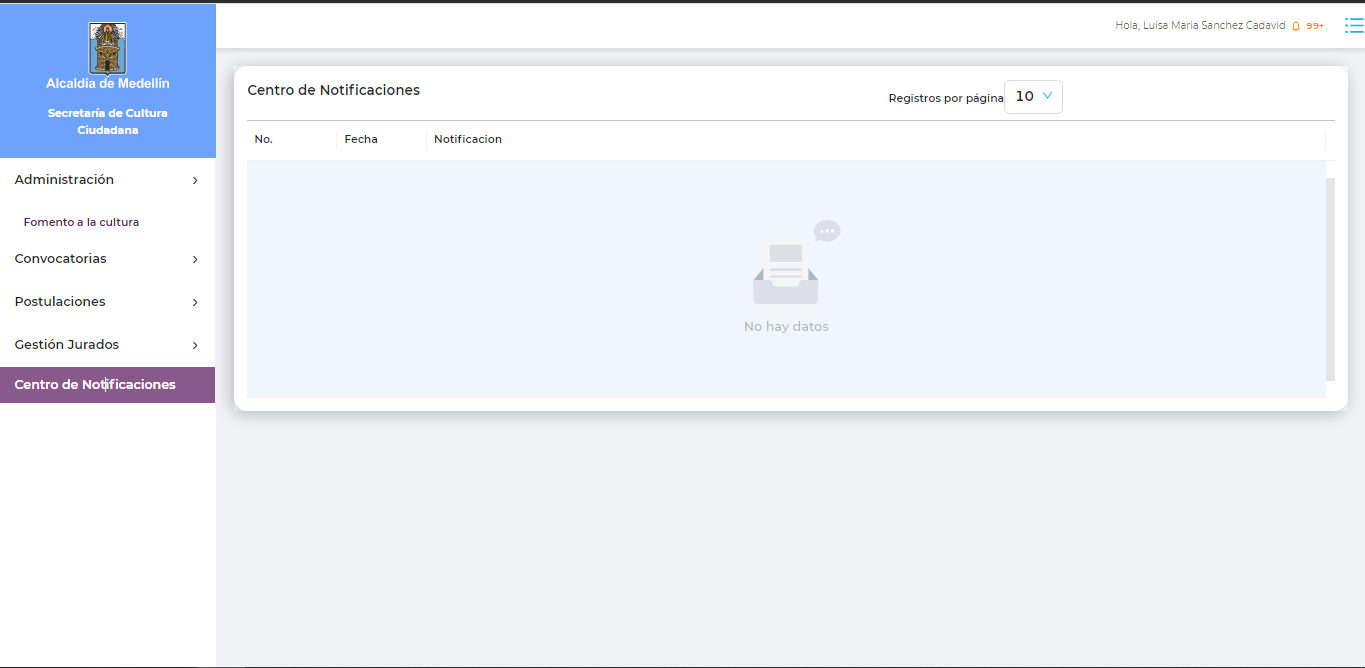 Alcaldía de Medellín
Secretaría de Cultura
Ciudadana
Administración
Fomento a la cultura
Convocatorias
Postulaciones
Gestión Jurados
Centro de Notificaciones
Hola, Luisa Maria Sanchez Cadavid 99+
Centro de Notificaciones
Registros por página 10
No. Fecha Notificacion
No hay datos